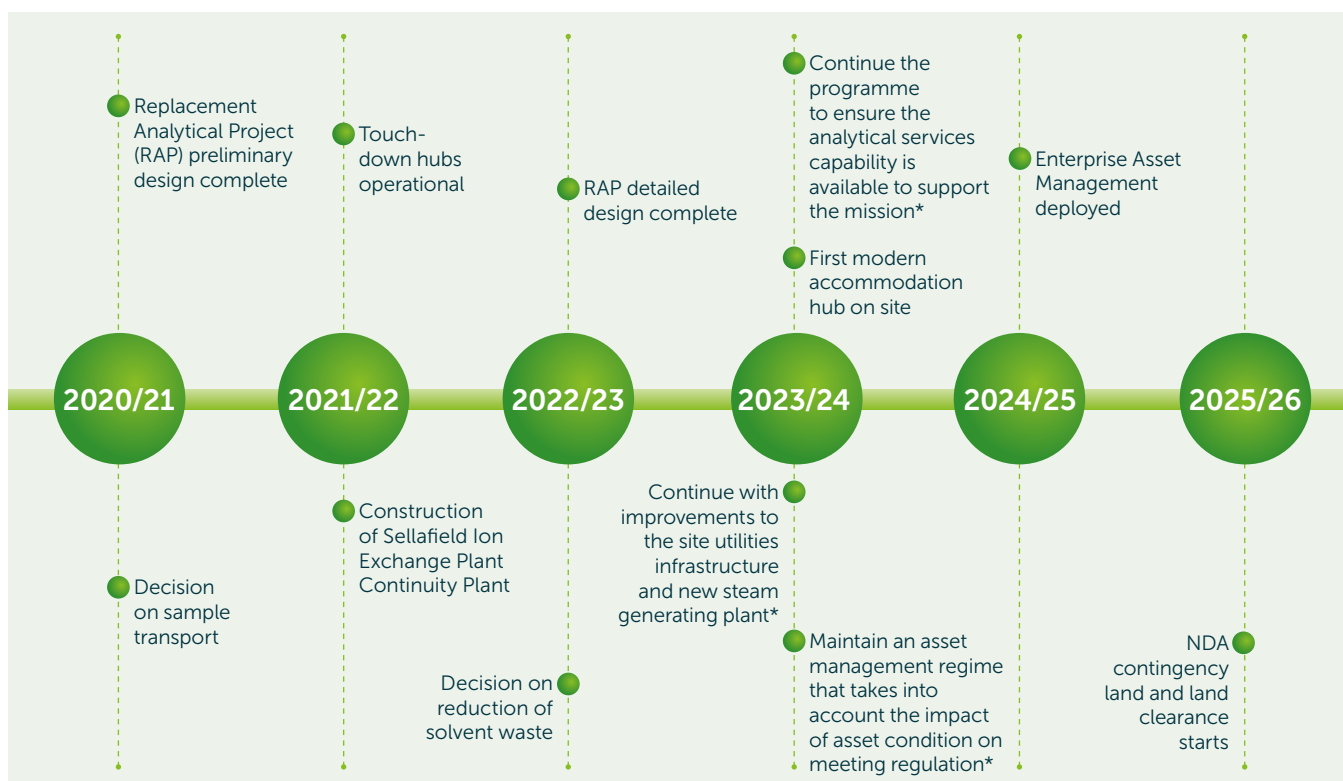 Replacement
Analytical Project
(RAP) preliminary
design complete
Touch-
down hubs
operational
RAP detailed
design complete
Continue the
programme
to ensure the
analytical services
capability is
available to support
the mission*
First modern
accommodation
hub on site
Enterprise Asset
Management
deployed
2020/21
2021/22
2022/23
2023/24
2024/25
2025/26
Decision
on sample
transport
Construction
of Sellafield Ion
Exchange Plant
Continuity Plant
Decision on
reduction of
solvent waste
Continue with
improvements to
the site utilities
infrastructure
and new steam
generating plant*
Maintain an asset
management regime
that takes into
account the impact
of asset condition on
meeting regulation*
NDA
contingency
land and land
clearance
starts